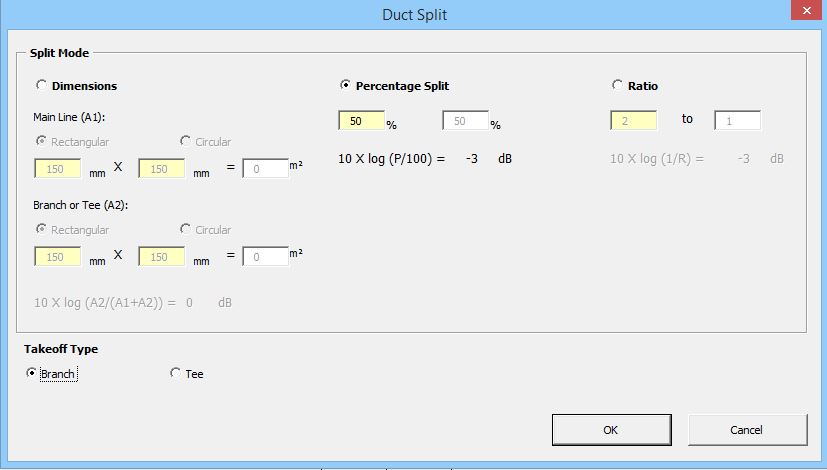 Duct Split
Split Mode
Dimensions
Main Line (A1):
Rectangular Circular
150 mm X 150 mm = 0 m²
Branch or Tee (A2):
Rectangular Circular
150 mm X 150 mm = 0 m²
10 X log (A2/(A1+A2)) = 0 dB
Percentage Split
50 % 50 %
10 X log (P/100) = -3 dB
Ratio
2 to 1
10 X log (1/R) = -3 dB
Takeoff Type
Branch Tee
OK Cancel